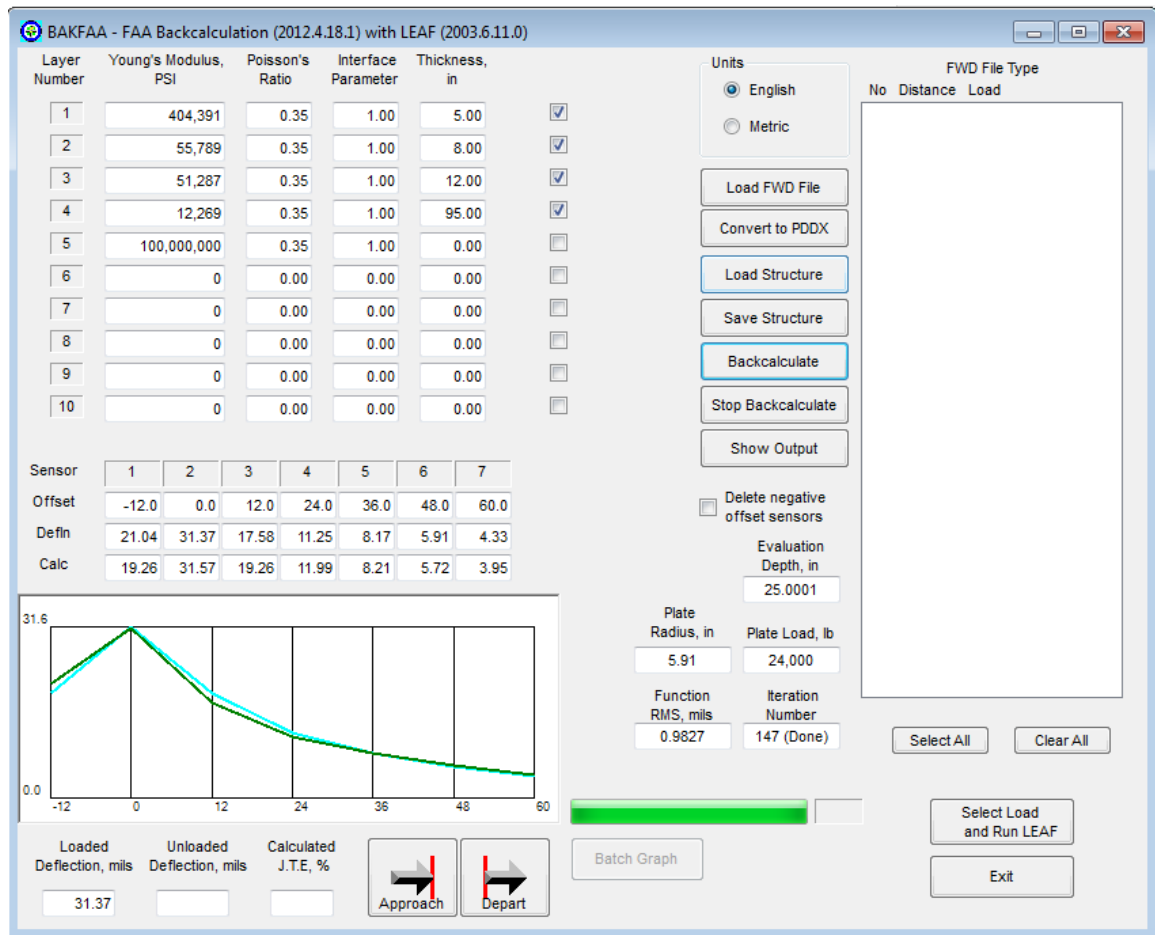 BAKFAA - FAA Backcalculation (2012.4.18.1) with LEAF (2003.6.11.0)
Layer Number Young's Modulus, PSI Poisson's Ratio Interface Parameter Thickness, in
1 404,391 0.35 1.00 5.00
2 55,789 0.35 1.00 8.00
3 51,287 0.35 1.00 12.00
4 12,269 0.35 1.00 95.00
5 100,000,000 0.35 1.00 0.00
6 0 0.00 0.00 0.00
7 0 0.00 0.00 0.00
8 0 0.00 0.00 0.00
9 0 0.00 0.00 0.00
10 0 0.00 0.00 0.00
Sensor 1 2 3 4 5 6 7
Offset -12.0 0.0 12.0 24.0 36.0 48.0 60.0
Defln 21.04 31.37 17.58 11.25 8.17 5.91 4.33
Calc 19.26 31.57 19.26 11.99 8.21 5.72 3.95
31.6
0.0
-12 0 12 24 36 48 60
Loaded Deflection, mils
31.37
Unloaded Deflection, mils
Calculated J.T.E, %
Approach
Depart
Units
English
Metric
Load FWD File
Convert to PDDX
Load Structure
Save Structure
Backcalculate
Stop Backcalculate
Show Output
Delete negative
offset sensors
Evaluation
Depth, in
25.0001
Plate
Radius, in
5.91
Plate Load, lb
24,000
Function
RMS, mils
0.9827
Iteration
Number
147 (Done)
Batch Graph
FWD File Type
No Distance Load
Select All
Clear All
Select Load
and Run LEAF
Exit